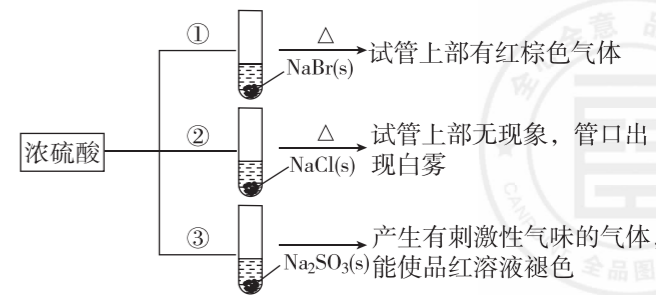 ①
△
NaBr(s)
试管上部有红棕色气体
浓硫酸
②
△
NaCl(s)
试管上部无现象，管口出
现白雾
③
Na₂SO₃(s)
产生有刺激性气味的气体，
能使品红溶液褪色